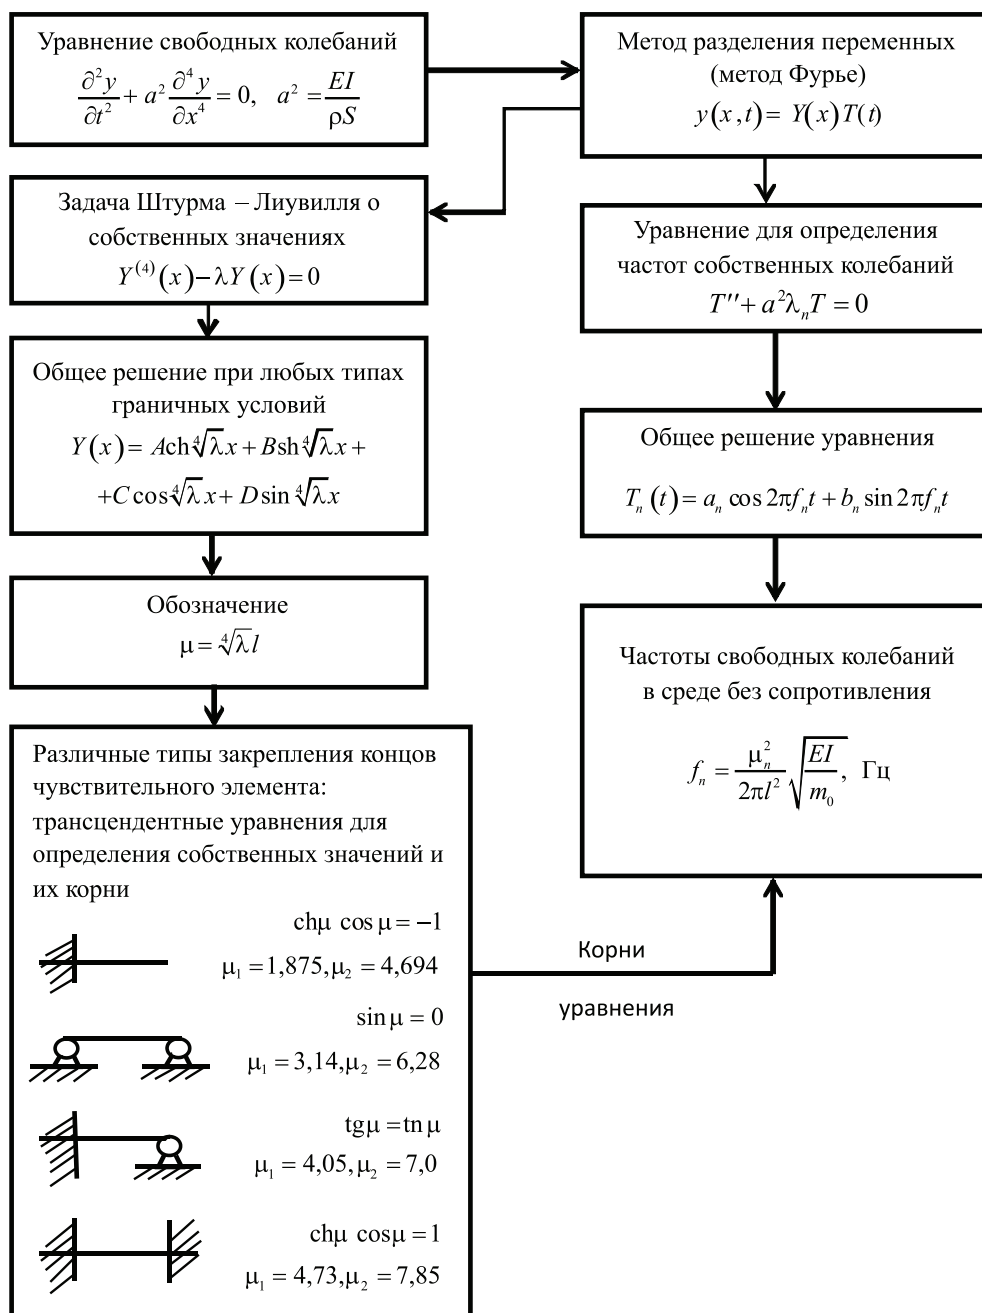 Уравнение свободных колебаний
∂²y/∂t² + a² ∂⁴y/∂x⁴ = 0, a² = EI/ρS
Метод разделения переменных
(метод Фурье)
y(x,t) = Y(x)T(t)
Задача Штурма – Лиувилля о
собственных значениях
Y⁽⁴⁾(x) – λY(x) = 0
Общее решение при любых типах
граничных условий
Y(x) = Ach⁴√λx + Bsh⁴√λx +
+C cos⁴√λx + D sin⁴√λx
Обозначение
μ = ⁴√λl
Различные типы закрепления концов
чувствительного элемента:
трансцендентные уравнения для
определения собственных значений и
их корни
chμ cos μ = –1
μ₁ = 1,875, μ₂ = 4,694
sin μ = 0
μ₁ = 3,14, μ₂ = 6,28
tgμ = tn μ
μ₁ = 4,05, μ₂ = 7,0
chμ cosμ = 1
μ₁ = 4,73, μ₂ = 7,85
Уравнение для определения
частот собственных колебаний
T″ + a²λₙT = 0
Общее решение уравнения
Tₙ(t) = aₙ cos 2πfₙt + bₙ sin 2πfₙt
Частоты свободных колебаний
в среде без сопротивления
fₙ = μₙ²/2πl² √(EI/m₀), Гц
Корни
уравнения